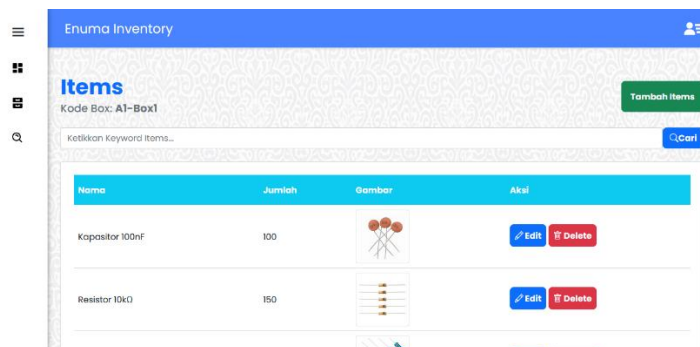 Enuma Inventory
Items
Tambah Items
Kode Box: A1-Box1
Ketikkan Keyword Items...
Cari
Nama Jumlah Gambar Aksi
Kapasitor 100nF 100 Edit Delete
Resistor 10kΩ 150 Edit Delete